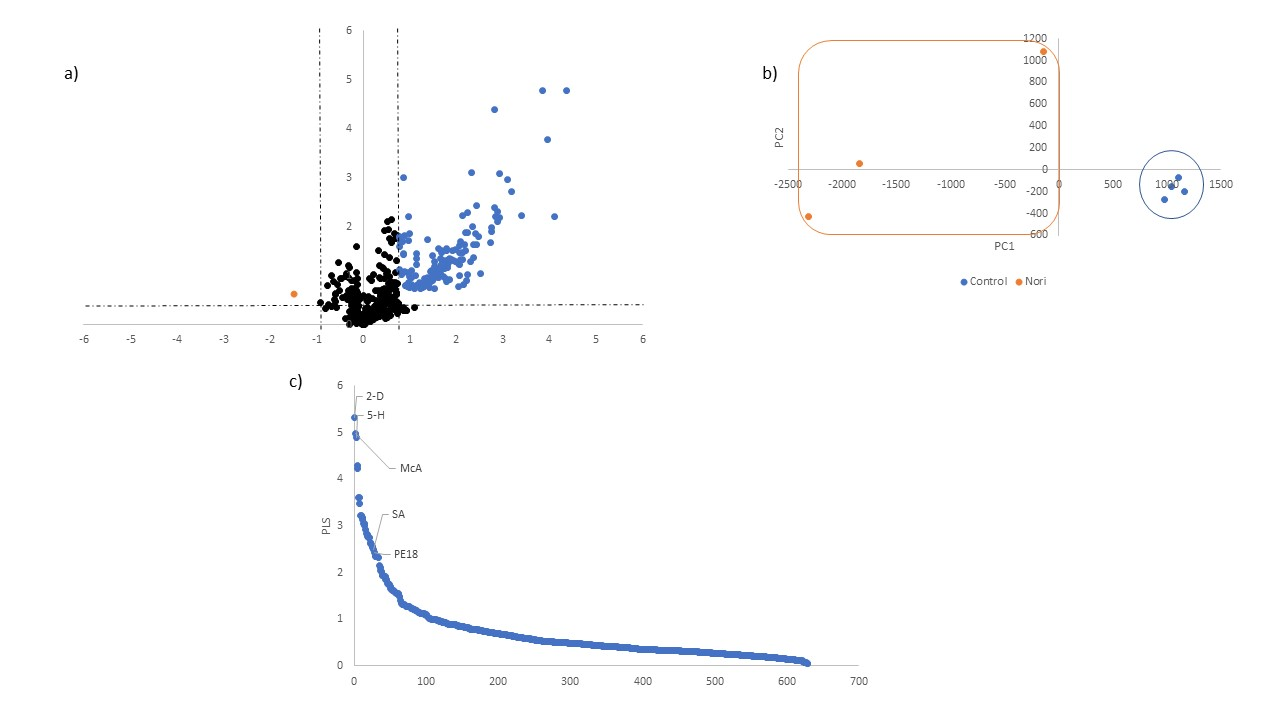 a)
6
5
4
3
2
-6 -5 -4 -3 -2 -1 0 1 2 3 4 5 6
b)
1200
1000
800
600
400
200
0
-200
-400
600
-2500 -2000 -1500 -1000 -500 0 500 1000 1500
PC2
PC1
Control Nori
c)
6
5
4
3
2
1
0
PLS
2-D
5-H
McA
SA
PE18
0 100 200 300 400 500 600 700